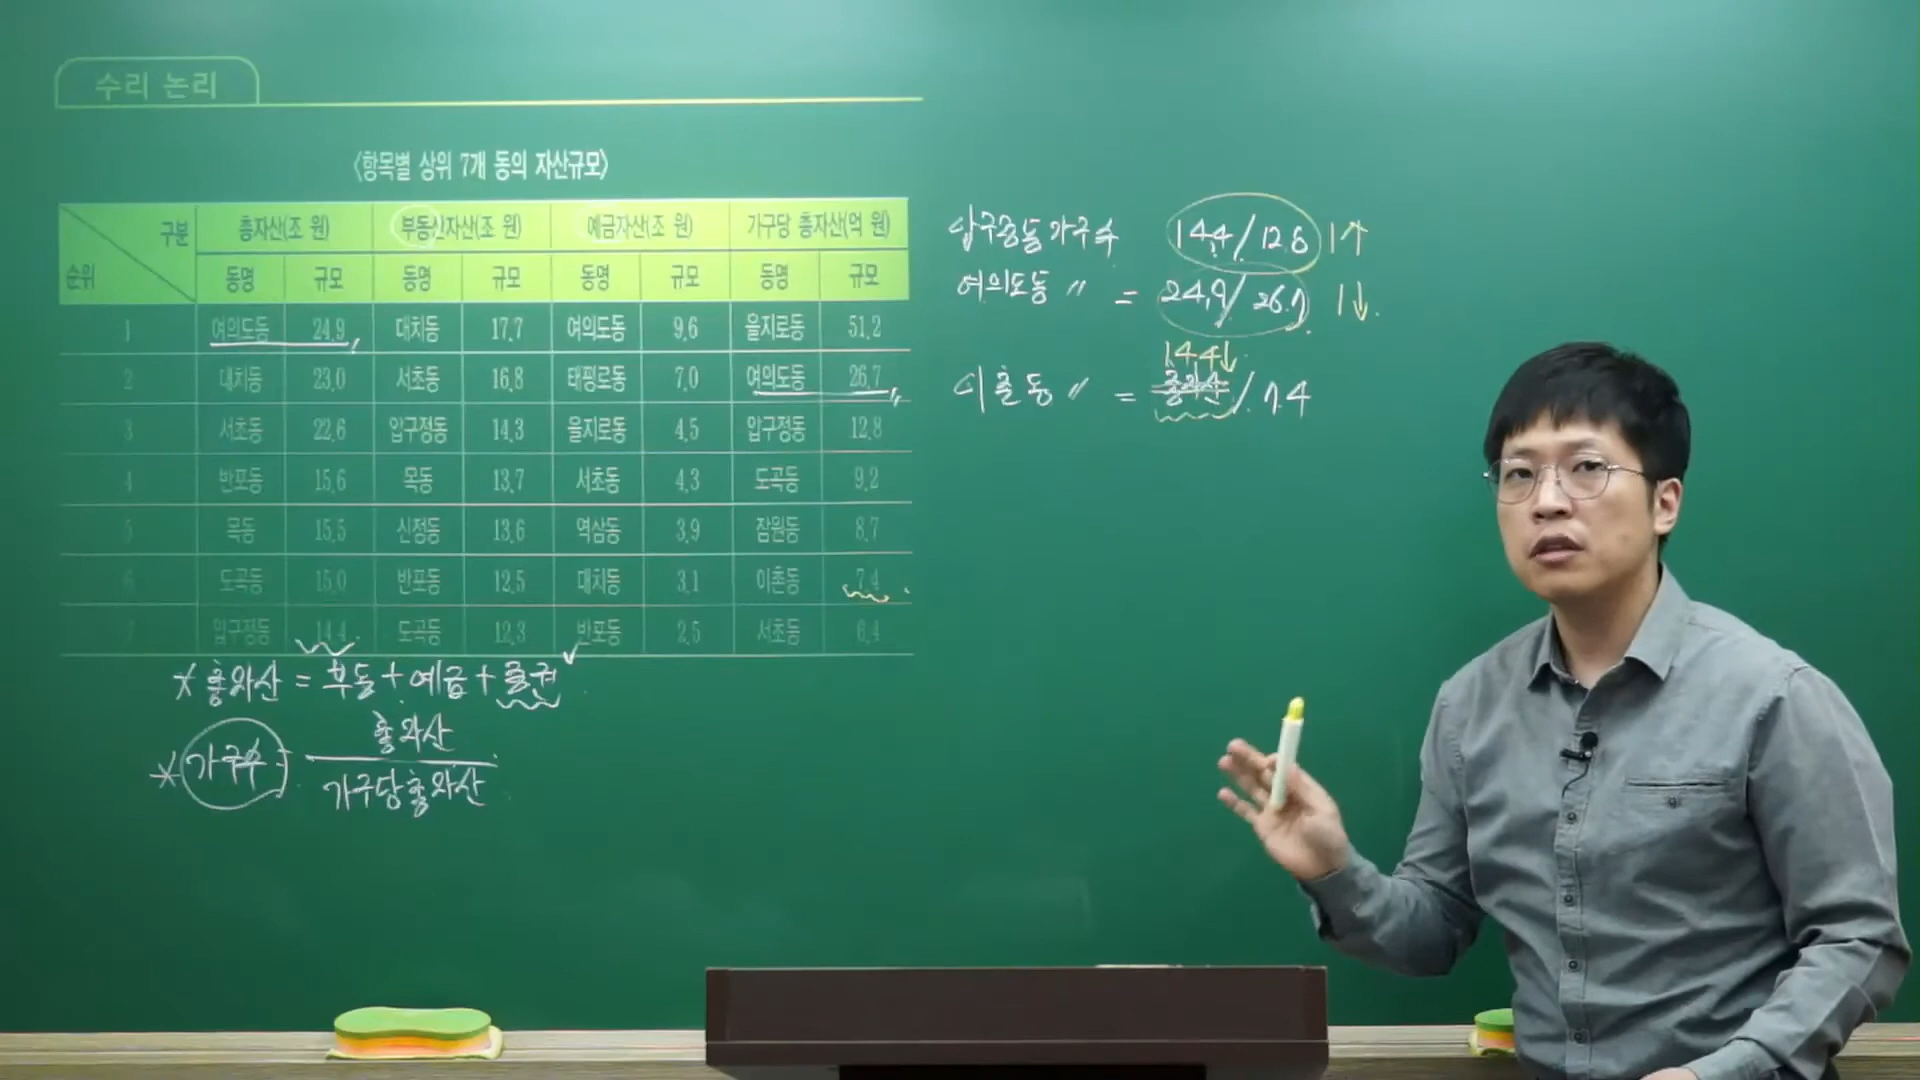 수리 논리
〈항목별 상위 7개 동의 자산규모〉
구분 총자산(조 원) 부동산자산(조 원) 예금자산(조 원) 가구당 총자산(억 원)
순위 동명 규모 동명 규모 동명 규모 동명 규모
1 여의도동 24.9 대치동 17.7 여의도동 9.6 을지로동 51.2
2 대치동 23.0 서초동 16.8 태평로동 7.0 여의도동 26.7
3 서초동 22.6 압구정동 14.3 을지로동 4.5 압구정동 12.8
4 반포동 15.6 목동 13.7 서초동 4.3 도곡동 9.2
5 목동 15.5 신정동 13.6 역삼동 3.9 잠원동 8.7
6 도곡동 15.0 반포동 12.5 대치동 3.1 이촌동 7.4
7 압구정동 14.4 도곡동 12.3 반포동 2.5 서초동 6.4
* 총자산 = 부동+예금+증권
* 가구수 = 총자산
가구당총자산
압구정동가구수 14.4/12.8 1↑
여의도동 〃 = 24.9/26.7 1↓
14.4↓
이촌동 〃 = 총자산/7.4